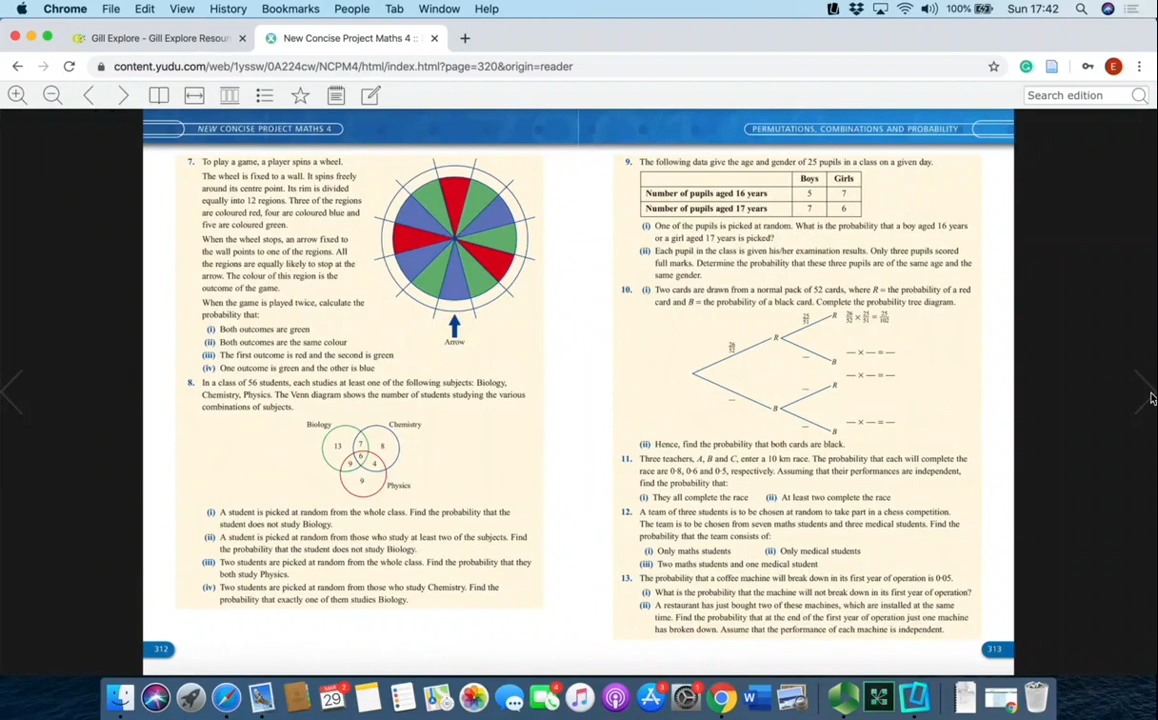 Chrome File Edit View History Bookmarks People Tab Window Help 100% Sun 17:42
Gill Explore - Gill Explore Resour
New Concise Project Maths 4 ::
content.yudu.com/web/1yssw/0A224cw/NCPM4/html/index.html?page=320&origin=reader
E
Search edition
NEW CONCISE PROJECT MATHS 4
7. To play a game, a player spins a wheel.
The wheel is fixed to a wall. It spins freely
around its centre point. Its rim is divided
equally into 12 regions. Three of the regions
are coloured red, four are coloured blue and
five are coloured green.
When the wheel stops, an arrow fixed to
the wall points to one of the regions. All
the regions are equally likely to stop at the
arrow. The colour of this region is the
outcome of the game.
When the game is played twice, calculate the
probability that:
(i) Both outcomes are green
(ii) Both outcomes are the same colour
(iii) The first outcome is red and the second is green
(iv) One outcome is green and the other is blue
Arrow
8. In a class of 56 students, each studies at least one of the following subjects: Biology,
Chemistry, Physics. The Venn diagram shows the number of students studying the various
combinations of subjects.
Biology Chemistry
13 7 8
6
9 4
9
Physics
(i) A student is picked at random from the whole class. Find the probability that the
student does not study Biology.
(ii) A student is picked at random from those who study at least two of the subjects. Find
the probability that the student does not study Biology.
(iii) Two students are picked at random from the whole class. Find the probability that they
both study Physics.
(iv) Two students are picked at random from those who study Chemistry. Find the
probability that exactly one of them studies Biology.
312
PERMUTATIONS, COMBINATIONS AND PROBABILITY
9. The following data give the age and gender of 25 pupils in a class on a given day.
Boys Girls
Number of pupils aged 16 years 5 7
Number of pupils aged 17 years 7 6
(i) One of the pupils is picked at random. What is the probability that a boy aged 16 years
or a girl aged 17 years is picked?
(ii) Each pupil in the class is given his/her examination results. Only three pupils scored
full marks. Determine the probability that these three pupils are of the same age and the
same gender.
10. (i) Two cards are drawn from a normal pack of 52 cards, where R = the probability of a red
card and B = the probability of a black card. Complete the probability tree diagram.
25/51 R 26/52 × 25/51 = 25/102
26/52 R
B — × — = —
R — × — = —
B
B — × — = —
(ii) Hence, find the probability that both cards are black.
11. Three teachers, A, B and C, enter a 10 km race. The probability that each will complete the
race are 0·8, 0·6 and 0·5, respectively. Assuming that their performances are independent,
find the probability that:
(i) They all complete the race (ii) At least two complete the race
12. A team of three students is to be chosen at random to take part in a chess competition.
The team is to be chosen from seven maths students and three medical students. Find the
probability that the team consists of:
(i) Only maths students (ii) Only medical students
(iii) Two maths students and one medical student
13. The probability that a coffee machine will break down in its first year of operation is 0·05.
(i) What is the probability that the machine will not break down in its first year of operation?
(ii) A restaurant has just bought two of these machines, which are installed at the same
time. Find the probability that at the end of the first year of operation just one machine
has broken down. Assume that the performance of each machine is independent.
313
MAR
29